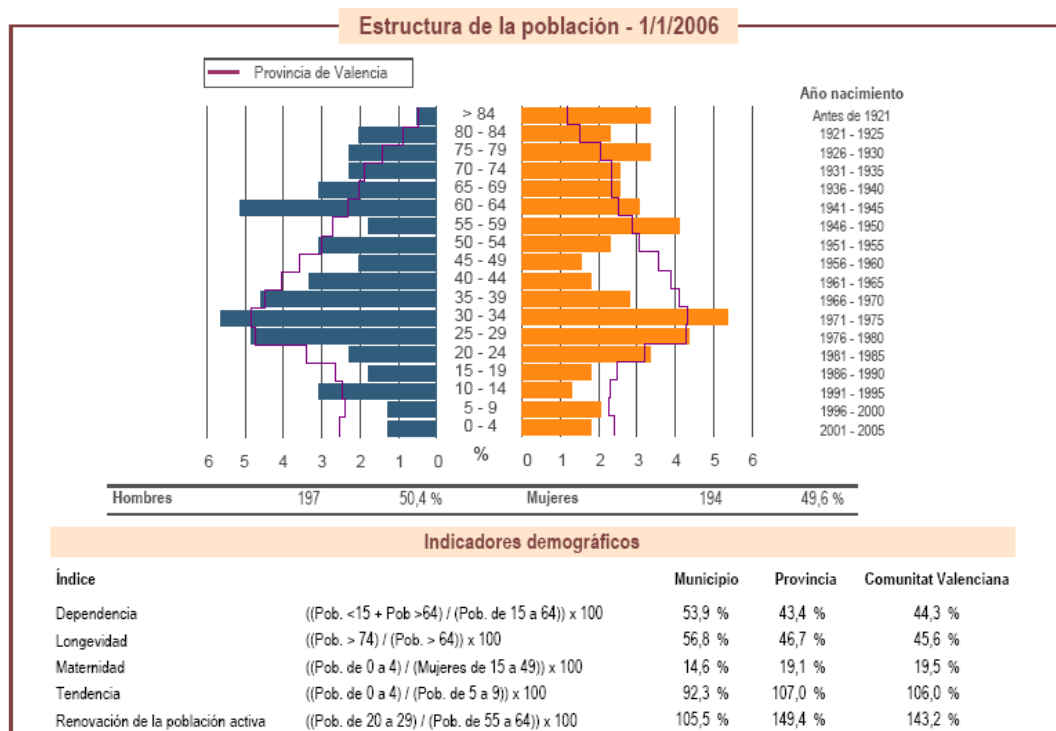 Estructura de la población - 1/1/2006
Provincia de Valencia
Año nacimiento
> 84 Antes de 1921
80 - 84 1921 - 1925
75 - 79 1926 - 1930
70 - 74 1931 - 1935
65 - 69 1936 - 1940
60 - 64 1941 - 1945
55 - 59 1946 - 1950
50 - 54 1951 - 1955
45 - 49 1956 - 1960
40 - 44 1961 - 1965
35 - 39 1966 - 1970
30 - 34 1971 - 1975
25 - 29 1976 - 1980
20 - 24 1981 - 1985
15 - 19 1986 - 1990
10 - 14 1991 - 1995
5 - 9 1996 - 2000
0 - 4 2001 - 2005
6 5 4 3 2 1 0 % 0 1 2 3 4 5 6
Hombres 197 50,4 % Mujeres 194 49,6 %
Indicadores demográficos
Índice Municipio Provincia Comunitat Valenciana
Dependencia ((Pob. <15 + Pob >64) / (Pob. de 15 a 64)) x 100 53,9 % 43,4 % 44,3 %
Longevidad ((Pob. > 74) / (Pob. > 64)) x 100 56,8 % 46,7 % 45,6 %
Maternidad ((Pob. de 0 a 4) / (Mujeres de 15 a 49)) x 100 14,6 % 19,1 % 19,5 %
Tendencia ((Pob. de 0 a 4) / (Pob. de 5 a 9)) x 100 92,3 % 107,0 % 106,0 %
Renovación de la población activa ((Pob. de 20 a 29) / (Pob. de 55 a 64)) x 100 105,5 % 149,4 % 143,2 %